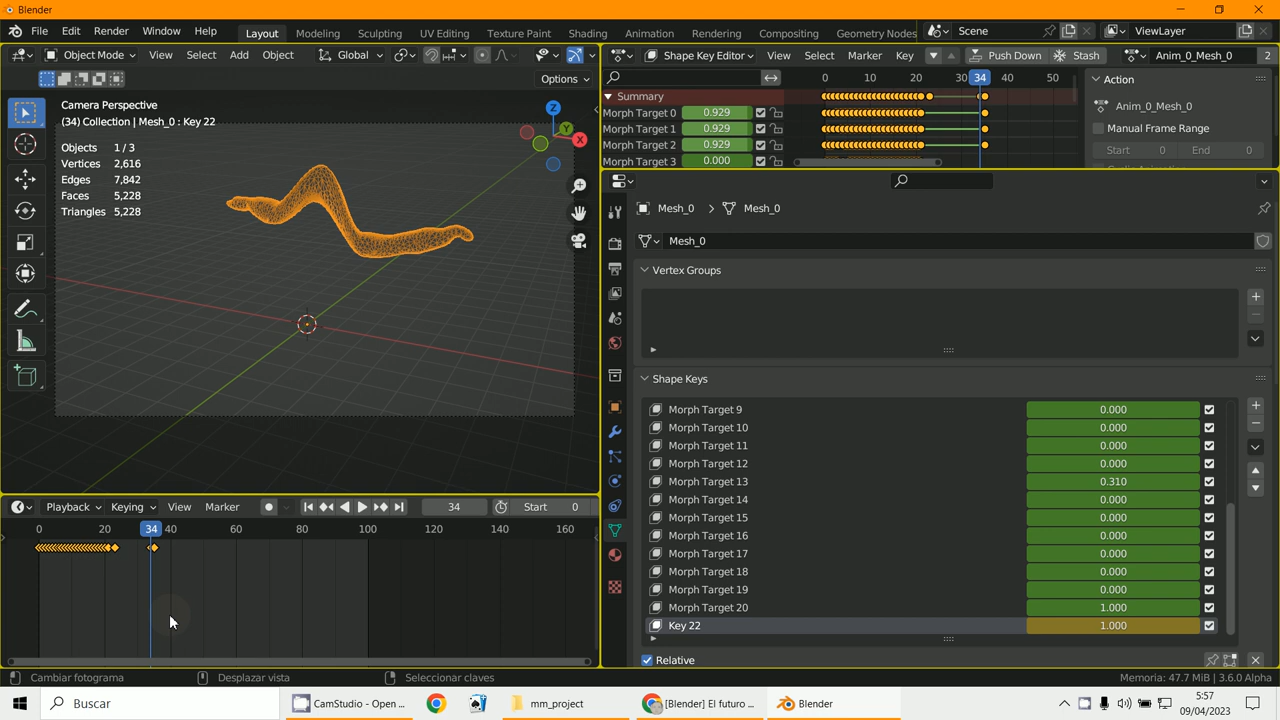 Blender
File Edit Render Window Help Layout Modeling Sculpting UV Editing Texture Paint Shading Animation Rendering Compositing Geometry Nodes Scene ViewLayer
Object Mode View Select Add Object Global
Options
Camera Perspective
(34) Collection | Mesh_0 : Key 22
Objects 1 / 3
Vertices 2,616
Edges 7,842
Faces 5,228
Triangles 5,228
Z
Y
X
Shape Key Editor View Select Marker Key Push Down Stash Anim_0_Mesh_0 2
0 10 20 30 34 40 50
Summary
Morph Target 0 0.929
Morph Target 1 0.929
Morph Target 2 0.929
Morph Target 3 0.000
Action
Anim_0_Mesh_0
Manual Frame Range
Start 0 End 0
Mesh_0 > Mesh_0
Mesh_0
Vertex Groups
Shape Keys
Morph Target 9 0.000
Morph Target 10 0.000
Morph Target 11 0.000
Morph Target 12 0.000
Morph Target 13 0.310
Morph Target 14 0.000
Morph Target 15 0.000
Morph Target 16 0.000
Morph Target 17 0.000
Morph Target 18 0.000
Morph Target 19 0.000
Morph Target 20 1.000
Key 22 1.000
Relative
Playback Keying View Marker 34 Start 0
0 20 34 40 60 80 100 120 140 160
Cambiar fotograma Desplazar vista Seleccionar claves Memoria: 47.7 MiB | 3.6.0 Alpha
Buscar CamStudio - Open ... mm_project [Blender] El futuro ... Blender
5:57
09/04/2023